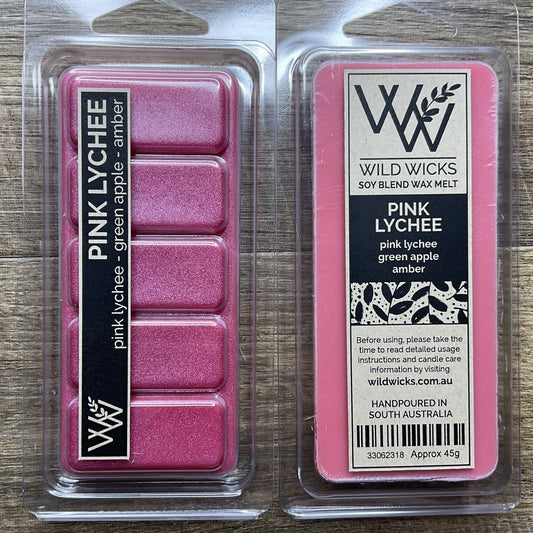 PINK LYCHEE
pink lychee - green apple - amber
WW
WW
WILD WICKS
SOY BLEND WAX MELT
PINK
LYCHEE
pink lychee
green apple
amber
Before using, please take the
time to read detailed usage
instructions and candle care
information by visiting
wildwicks.com.au
HANDPOURED IN
SOUTH AUSTRALIA
33062318 Approx 45g